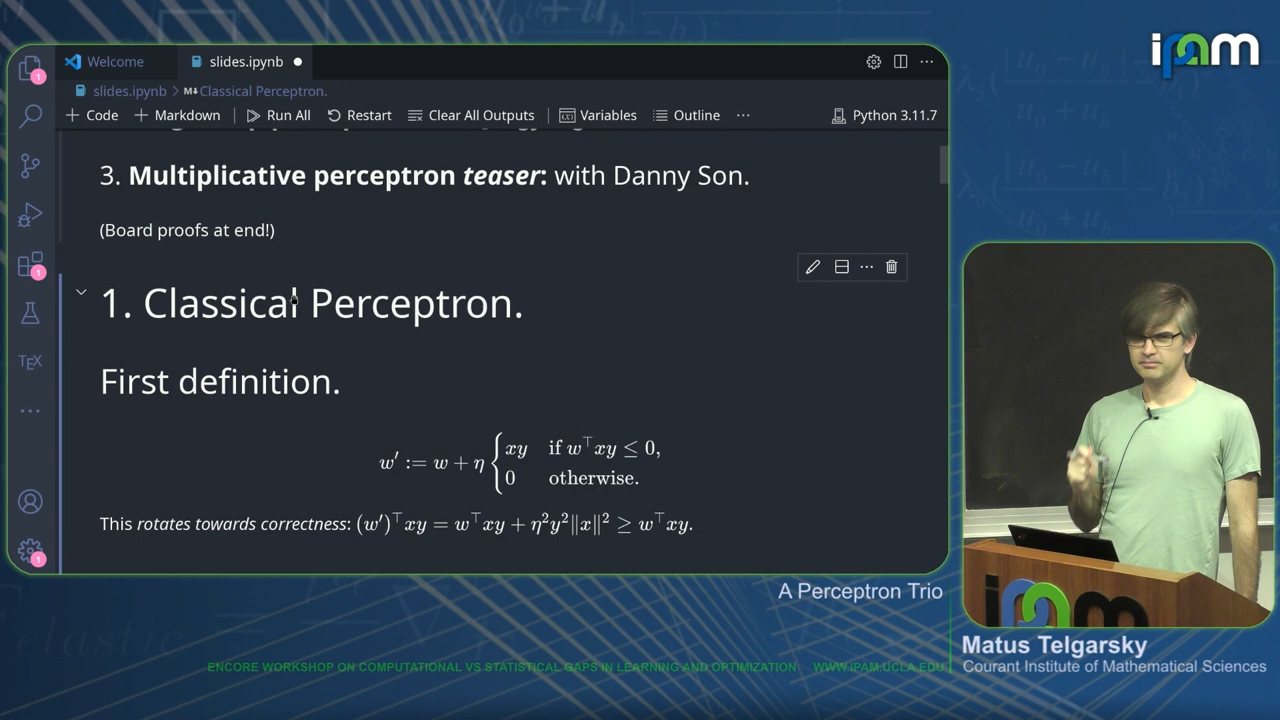 ipam
Welcome
slides.ipynb
slides.ipynb > M↓ Classical Perceptron.
+ Code + Markdown Run All Restart Clear All Outputs Variables Outline ... Python 3.11.7
3. Multiplicative perceptron teaser: with Danny Son.
(Board proofs at end!)
1. Classical Perceptron.
First definition.
w′ := w + η { xy if w⊤xy ≤ 0,
0 otherwise.
This rotates towards correctness: (w′)⊤xy = w⊤xy + η²y²‖x‖² ≥ w⊤xy.
1
1
TEX
1
A Perceptron Trio
Matus Telgarsky
Courant Institute of Mathematical Sciences
ENCORE WORKSHOP ON COMPUTATIONAL VS STATISTICAL GAPS IN LEARNING AND OPTIMIZATION WWW.IPAM.UCLA.EDU